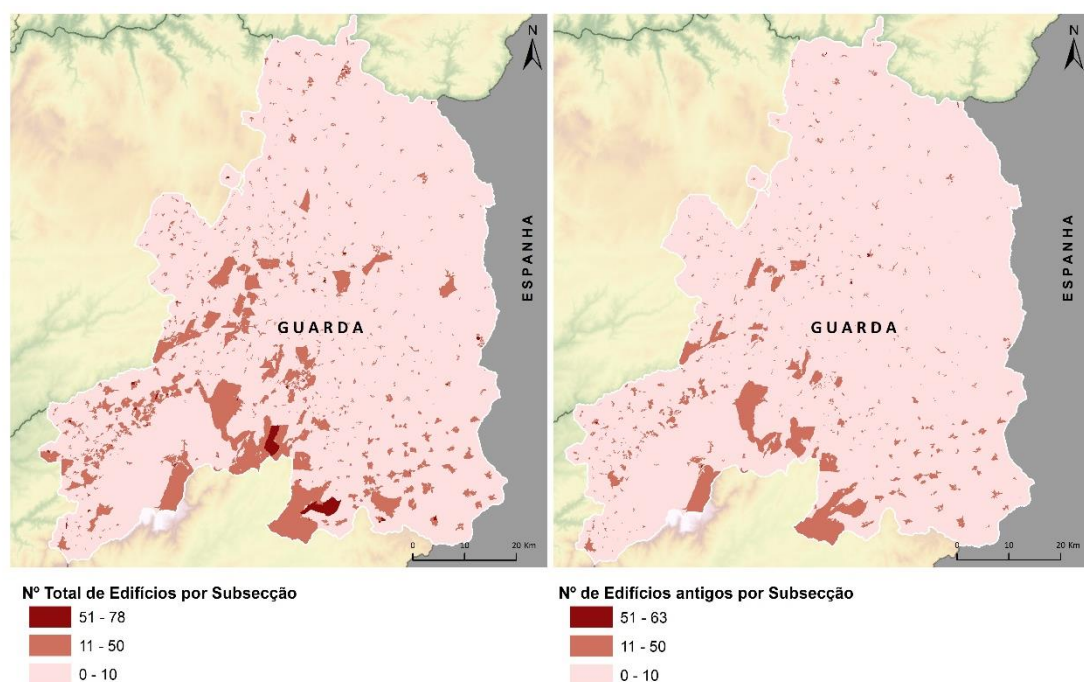 N
ESPANHA
GUARDA
0 10 20 Km
Nº Total de Edifícios por Subsecção
51 - 78
11 - 50
0 - 10
N
ESPANHA
GUARDA
0 10 20 Km
Nº de Edifícios antigos por Subsecção
51 - 63
11 - 50
0 - 10